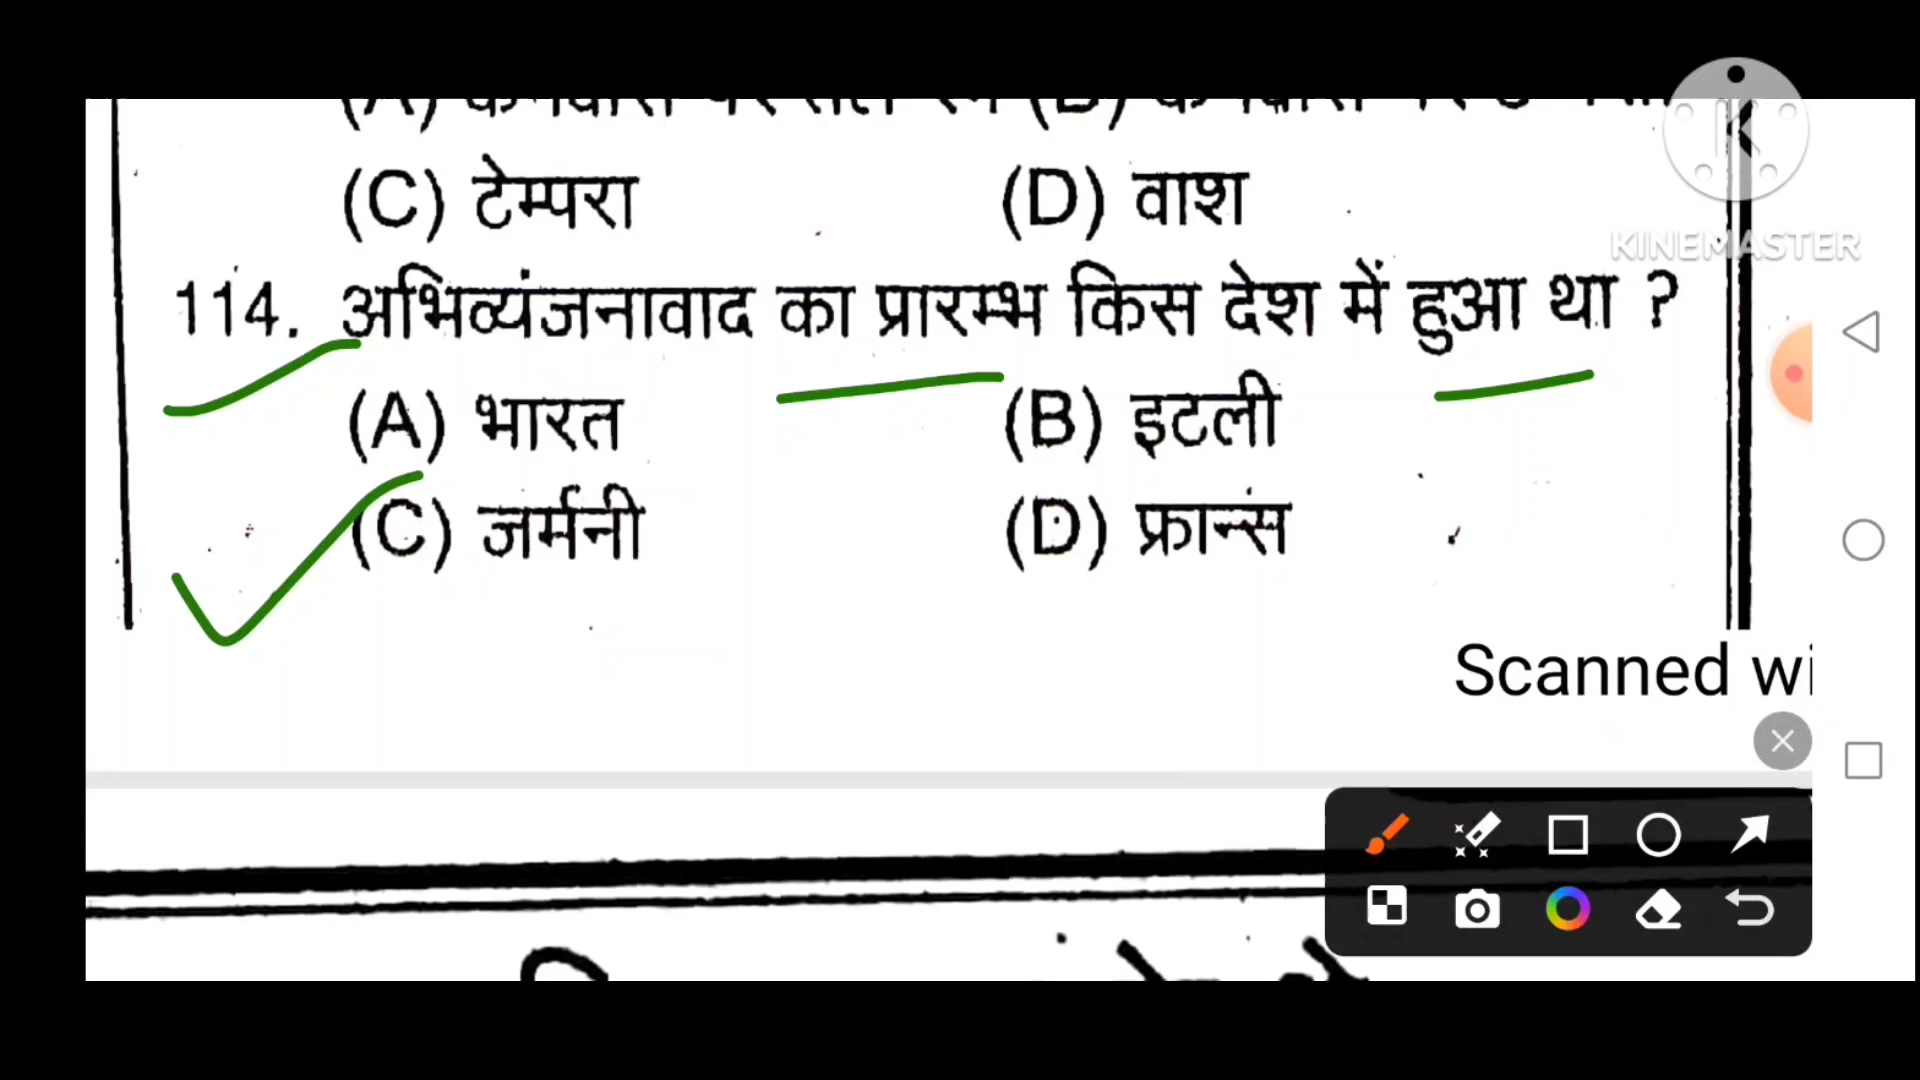 (C) टेम्परा (D) वाश
KINEMASTER
114. अभिव्यंजनावाद का प्रारम्भ किस देश में हुआ था ?
(A) भारत (B) इटली
(C) जर्मनी (D) फ्रान्स
Scanned wi